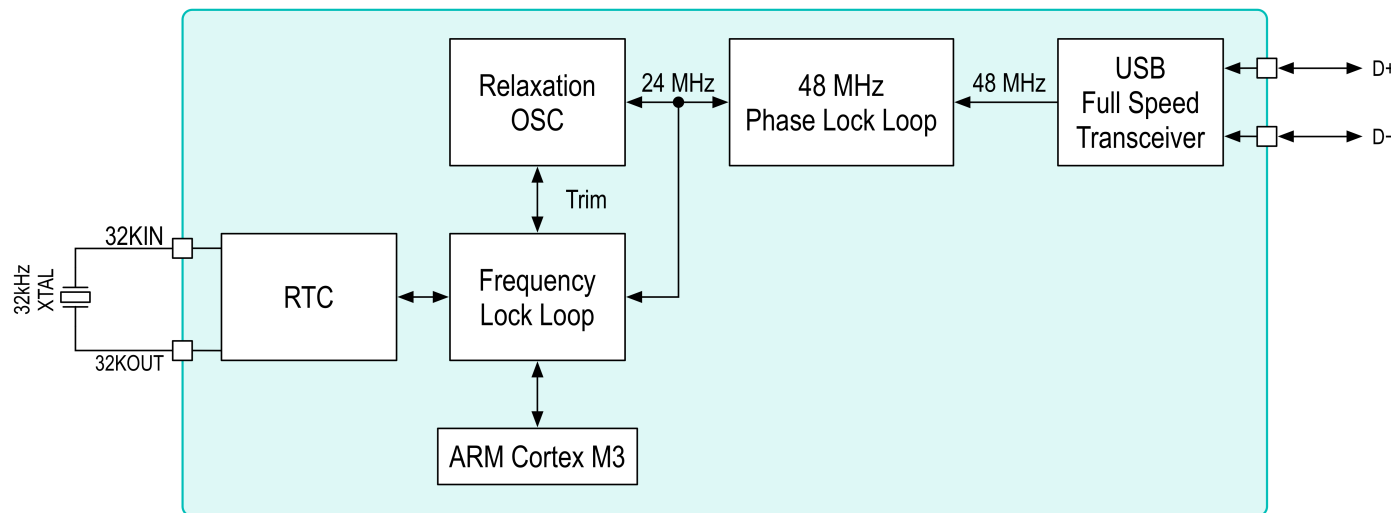 Relaxation
OSC
24 MHz
48 MHz
Phase Lock Loop
48 MHz
USB
Full Speed
Transceiver
D+
D-
Trim
32KIN
32kHz
XTAL
32KOUT
RTC
Frequency
Lock Loop
ARM Cortex M3